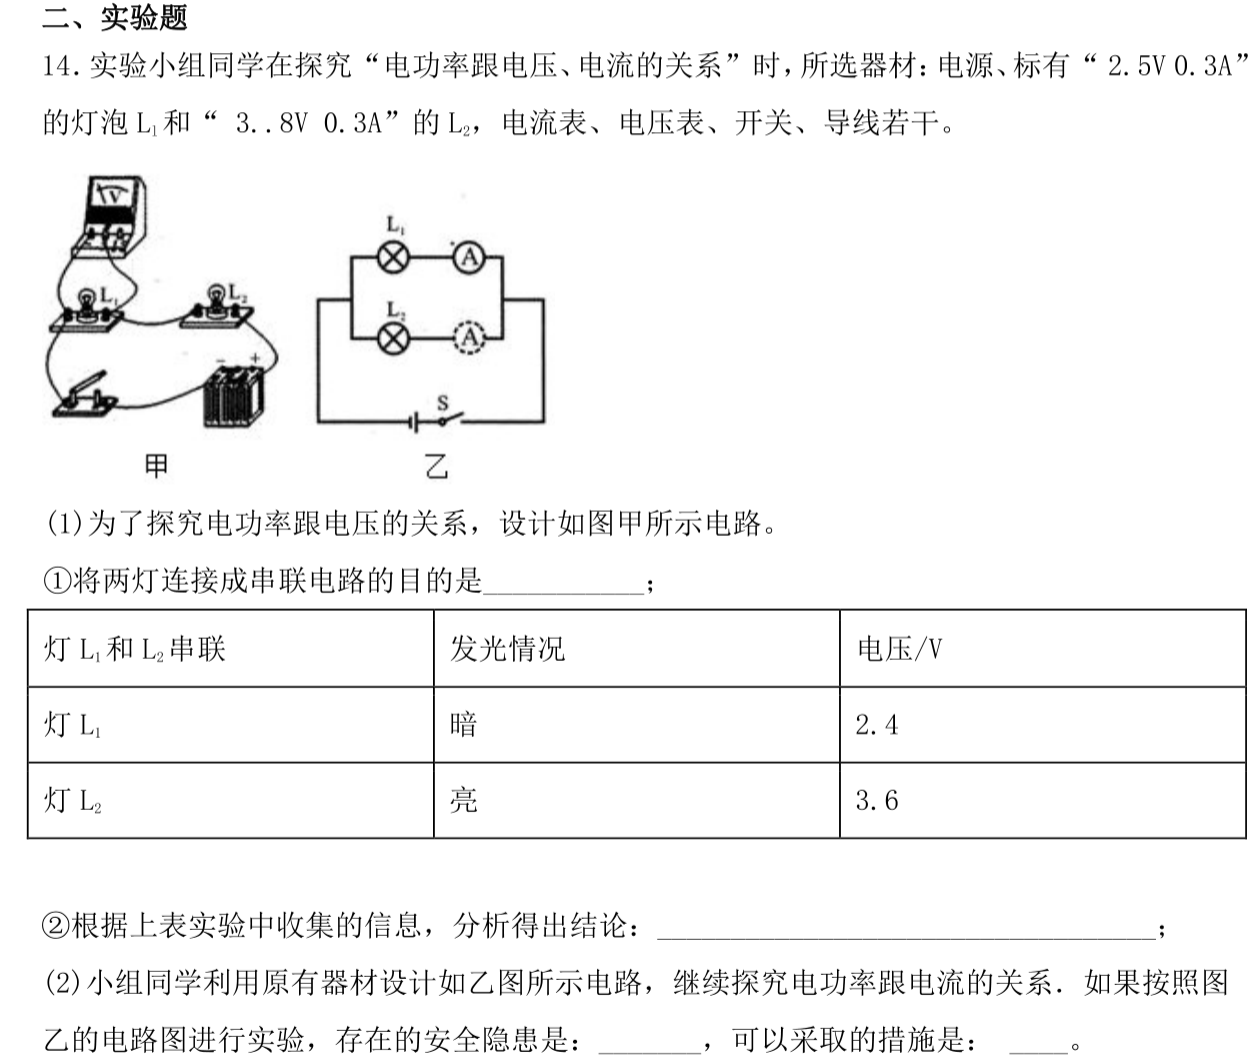 二、实验题
14.实验小组同学在探究“电功率跟电压、电流的关系”时，所选器材：电源、标有“ 2.5V 0.3A”
的灯泡 L₁和“ 3..8V 0.3A”的 L₂，电流表、电压表、开关、导线若干。
V
L₁
L₂
- +
甲
L₁
A
L₂
A
S
乙
(1)为了探究电功率跟电压的关系，设计如图甲所示电路。
①将两灯连接成串联电路的目的是___________；
灯 L₁和 L₂串联 发光情况 电压/V
灯 L₁ 暗 2.4
灯 L₂ 亮 3.6
②根据上表实验中收集的信息，分析得出结论：__________________________________；
(2)小组同学利用原有器材设计如乙图所示电路，继续探究电功率跟电流的关系．如果按照图
乙的电路图进行实验，存在的安全隐患是：_______，可以采取的措施是： ____。